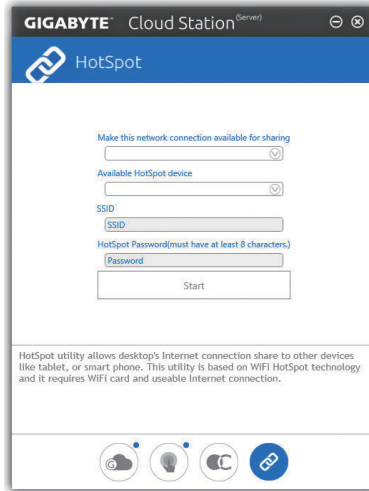 GIGABYTE™ Cloud Station (Server)
HotSpot
Make this network connection available for sharing
Available HotSpot device
SSID
SSID
HotSpot Password(must have at least 8 characters.)
Password
Start
HotSpot utility allows desktop's Internet connection share to other devices
like tablet, or smart phone. This utility is based on WiFi HotSpot technology
and it requires WiFi card and useable Internet connection.
G